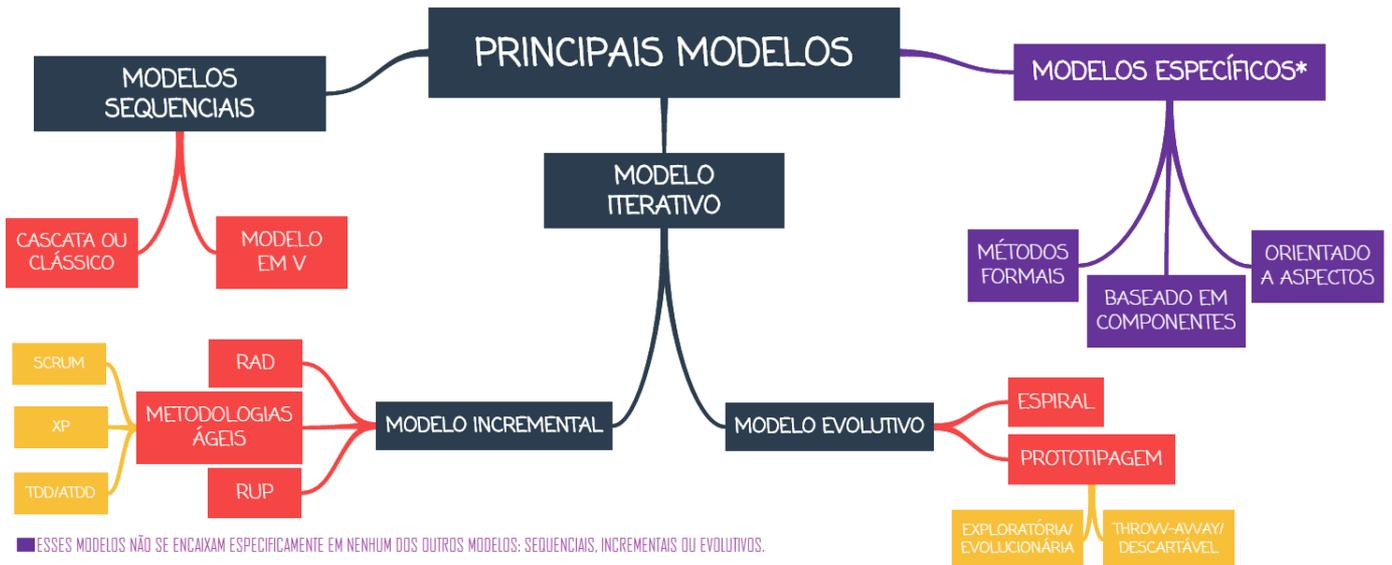 PRINCIPAIS MODELOS
MODELOS
SEQUENCIAIS
MODELOS ESPECÍFICOS*
MODELO
ITERATIVO
CASCATA OU
CLÁSSICO
MODELO
EM V
MÉTODOS
FORMAIS
BASEADO EM
COMPONENTES
ORIENTADO
A ASPECTOS
SCRUM
XP
TDD/ATDD
RAD
METODOLOGIAS
ÁGEIS
RUP
MODELO INCREMENTAL
MODELO EVOLUTIVO
ESPIRAL
PROTOTIPAGEM
EXPLORATÓRIA/
EVOLUCIONÁRIA
THROW-AWAY/
DESCARTÁVEL
ESSES MODELOS NÃO SE ENCAIXAM ESPECIFICAMENTE EM NENHUM DOS OUTROS MODELOS: SEQUENCIAIS, INCREMENTAIS OU EVOLUTIVOS.